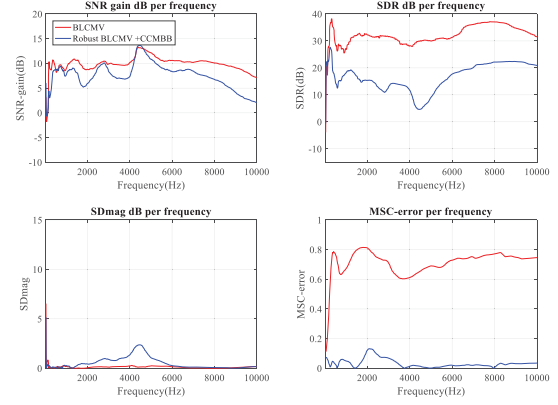 SNR gain dB per frequency
BLCMV
Robust BLCMV +CCMBB
SNR-gain(dB)
20
15
10
5
0
-5
-10
2000 4000 6000 8000 10000
Frequency(Hz)
SDR dB per frequency
SDR(dB)
40
30
20
10
0
-10
2000 4000 6000 8000 10000
Frequency(Hz)
SDmag dB per frequency
SDmag
15
10
5
0
2000 4000 6000 8000 10000
Frequency(Hz)
MSC-error per frequency
MSC-error
1
0.8
0.6
0.4
0.2
0
2000 4000 6000 8000 10000
Frequency(Hz)